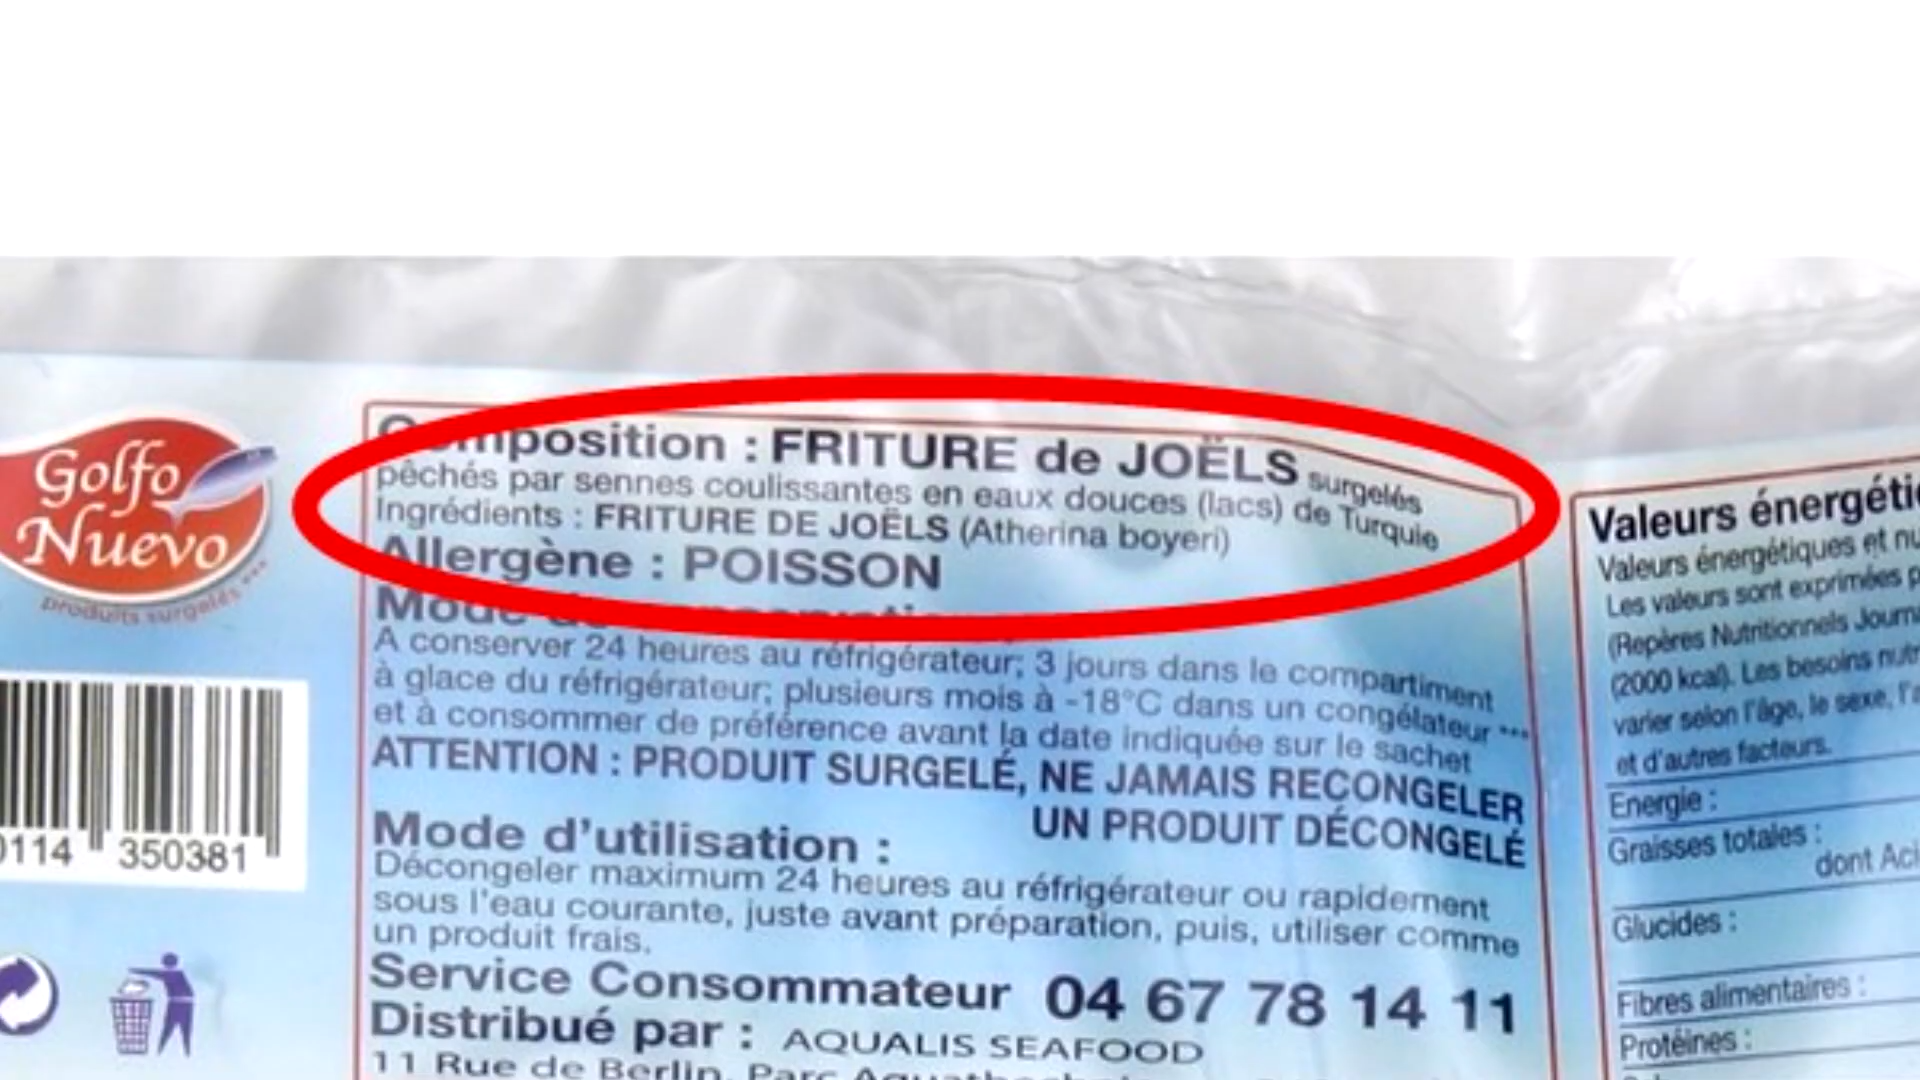 Golfo
Nuevo
produits surgelés
0114 350381
Composition : FRITURE de JOËLS surgelés
pêchés par sennes coulissantes en eaux douces (lacs) de Turquie
Ingrédients : FRITURE DE JOËLS (Atherina boyeri)
Allergène : POISSON
Mode de conservation
A conserver 24 heures au réfrigérateur; 3 jours dans le compartiment
à glace du réfrigérateur; plusieurs mois à -18°C dans un congélateur ***
et à consommer de préférence avant la date indiquée sur le sachet
ATTENTION : PRODUIT SURGELÉ, NE JAMAIS RECONGELER
UN PRODUIT DÉCONGELÉ
Mode d'utilisation :
Décongeler maximum 24 heures au réfrigérateur ou rapidement
sous l'eau courante, juste avant préparation, puis, utiliser comme
un produit frais.
Service Consommateur 04 67 78 14 11
Distribué par : AQUALIS SEAFOOD
11 Rue de Berlin, Parc
Valeurs énergéti
Valeurs énergétiques et nu
Les valeurs sont exprimées p
(Repères Nutritionnels Journa
(2000 kcal). Les besoins nutr
varier selon l'âge, le sexe, l'a
et d'autres facteurs.
Energie :
Graisses totales :
dont Aci
Glucides :
Fibres alimentaires :
Protéines :